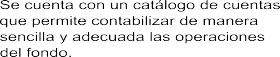 Se cuenta con un catálogo de cuentas
que permite contabilizar de manera
sencilla y adecuada las operaciones
del fondo.